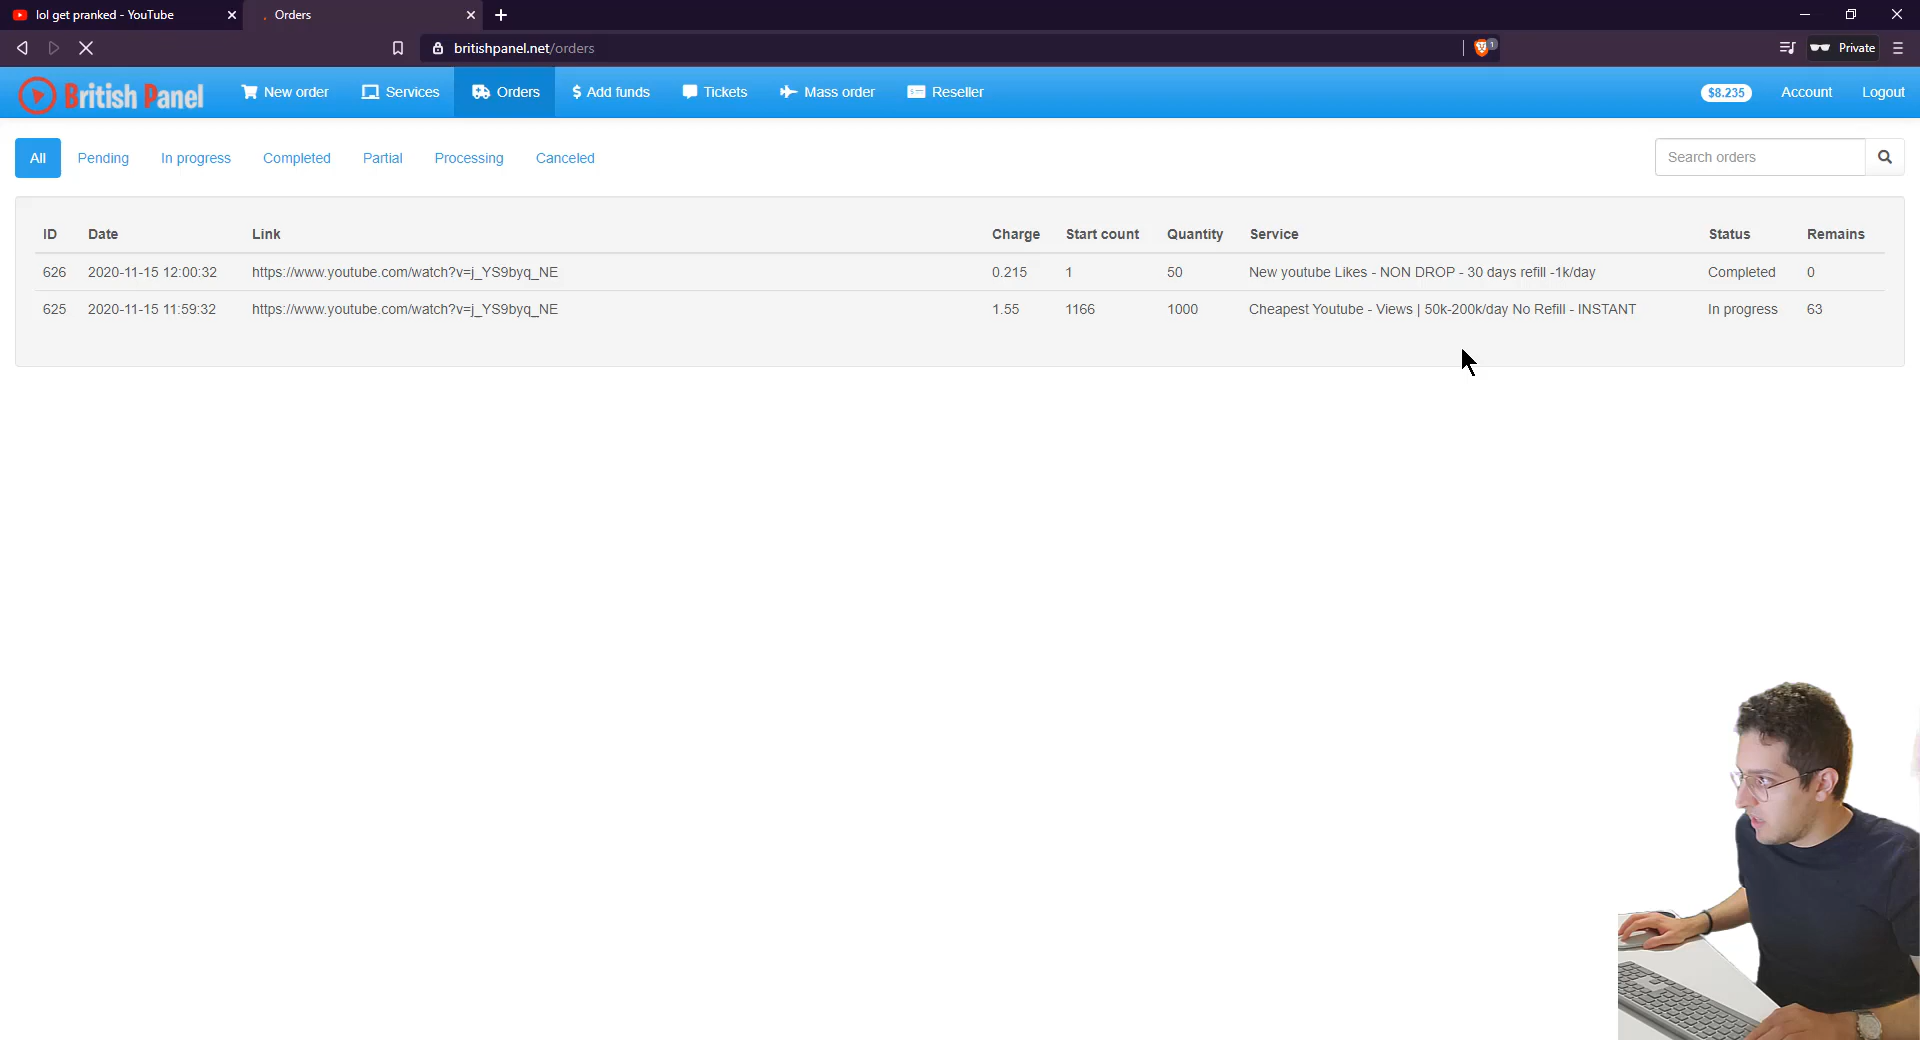 lol get pranked - YouTube
Orders
britishpanel.net/orders
1
Private
British Panel
New order
Services
Orders
Add funds
Tickets
Mass order
Reseller
$8.235
Account
Logout
All
Pending
In progress
Completed
Partial
Processing
Canceled
Search orders
ID Date Link Charge Start count Quantity Service Status Remains
626 2020-11-15 12:00:32 https://www.youtube.com/watch?v=j_YS9byq_NE 0.215 1 50 New youtube Likes - NON DROP - 30 days refill -1k/day Completed 0
625 2020-11-15 11:59:32 https://www.youtube.com/watch?v=j_YS9byq_NE 1.55 1166 1000 Cheapest Youtube - Views | 50k-200k/day No Refill - INSTANT In progress 63